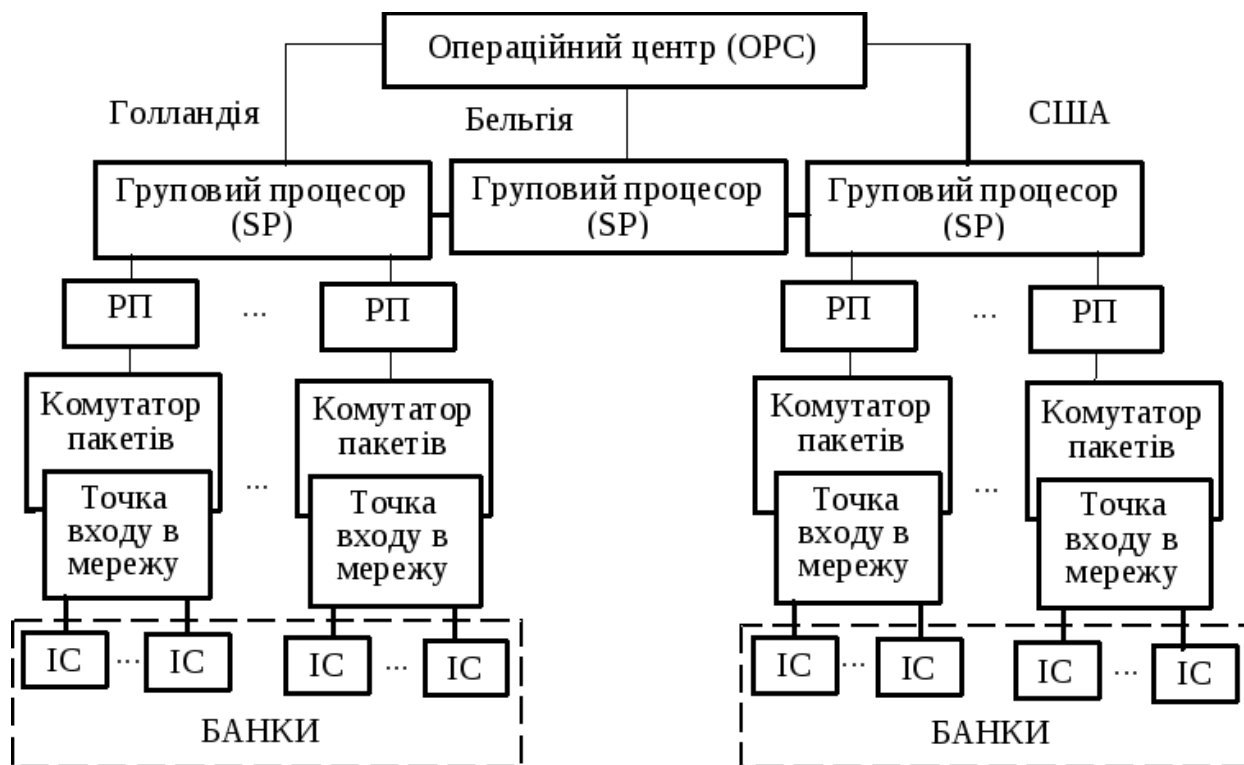 Операційний центр (ОРС)
Голландія
Бельгія
США
Груповий процесор
(SP)
Груповий процесор
(SP)
Груповий процесор
(SP)
РП
...
РП
РП
...
РП
Комутатор
пакетів
Комутатор
пакетів
Комутатор
пакетів
Комутатор
пакетів
...
...
Точка
входу в
мережу
Точка
входу в
мережу
Точка
входу в
мережу
Точка
входу в
мережу
ІС ... ІС
ІС ... ІС
ІС ... ІС
ІС ... ІС
БАНКИ
БАНКИ